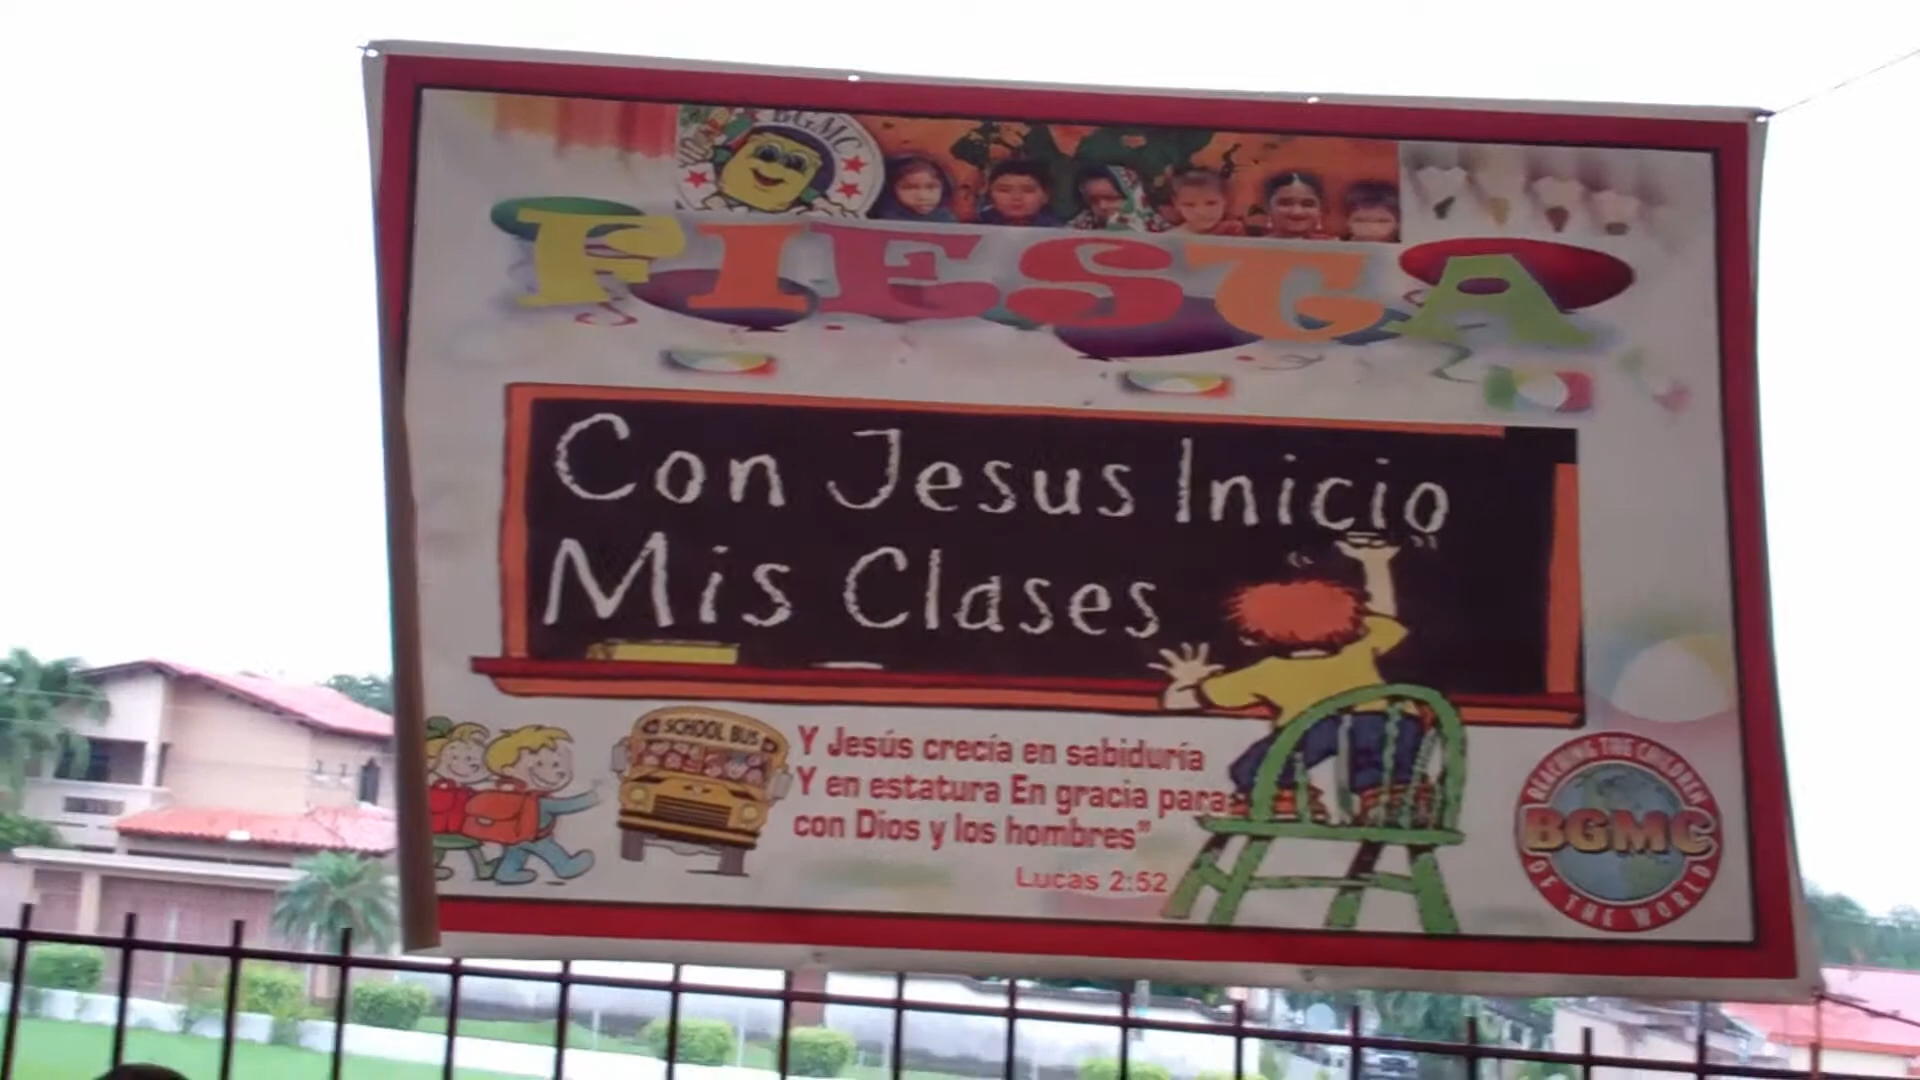 BGMC
FIESTA
Con Jesus Inicio
Mis Clases
SCHOOL BUS
Y Jesús crecía en sabiduría
Y en estatura En gracia para
con Dios y los hombres”
Lucas 2:52
REACHING THE CHILDREN
BGMC
OF THE WORLD